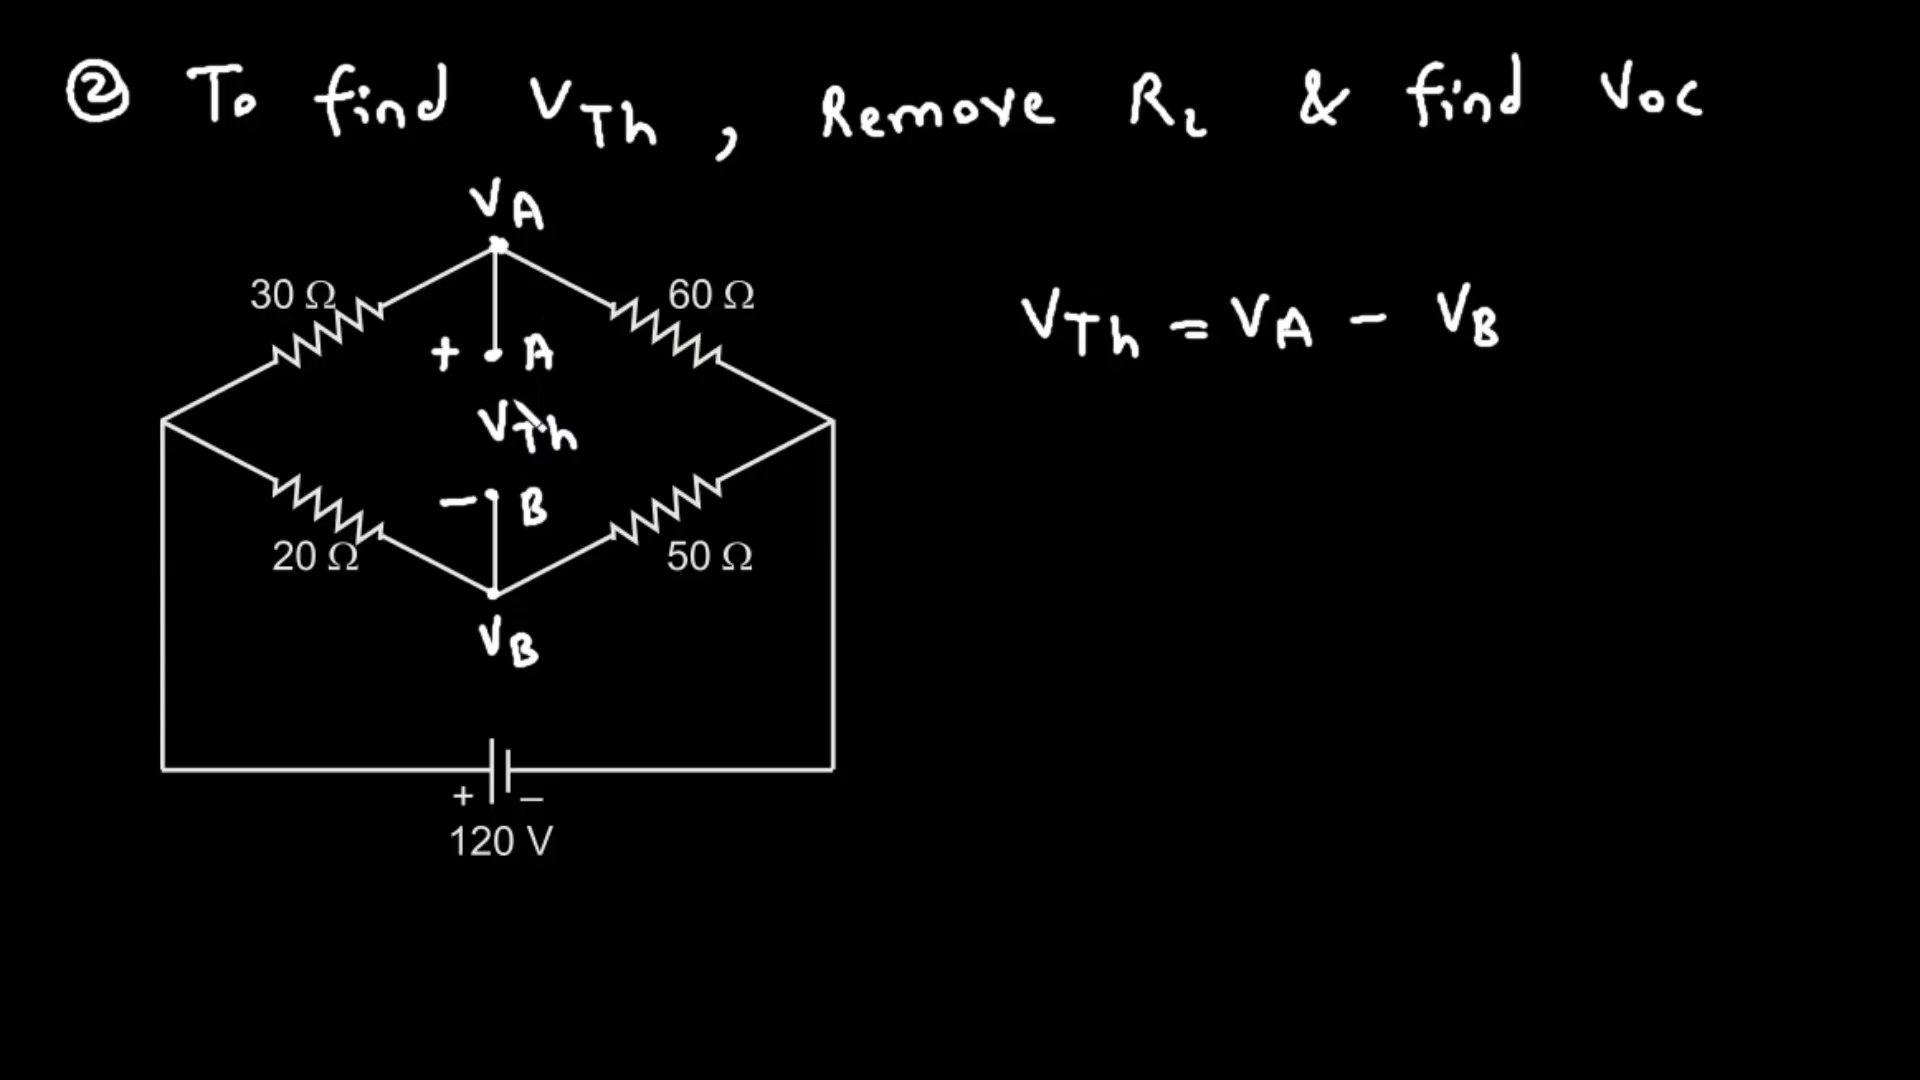 ② To find VTh , Remove RL & find VOC
VA
30 Ω
60 Ω
VTh = VA - VB
+ A
VTh
- B
20 Ω
50 Ω
VB
+ –
120 V